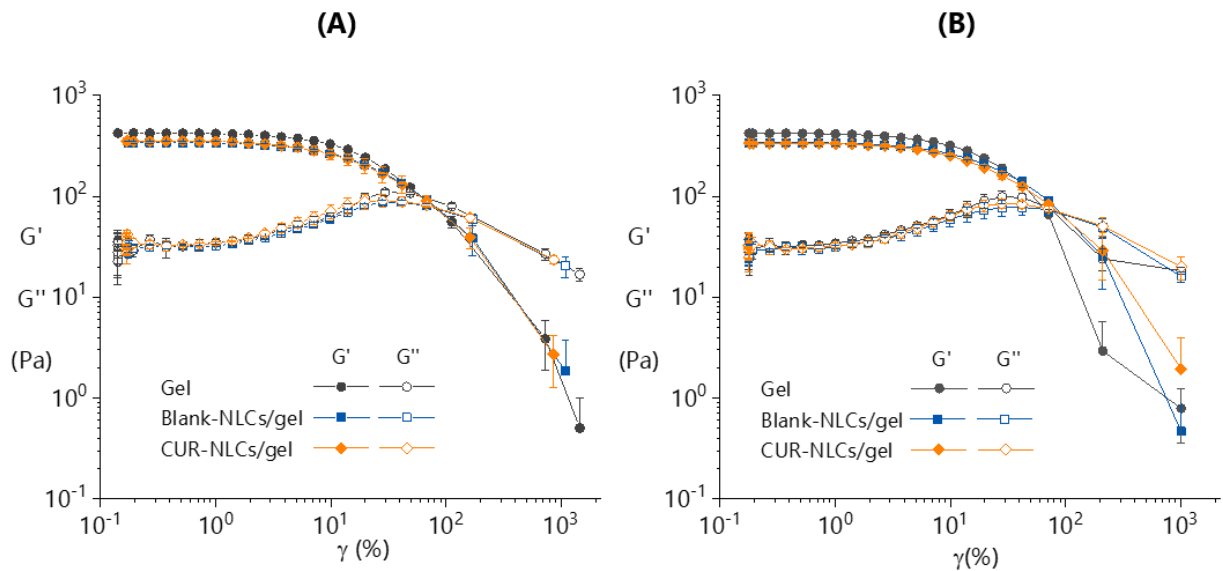 (A)
10³
10²
G'
10¹
G''
(Pa)
G' G''
Gel
10⁰
Blank-NLCs/gel
CUR-NLCs/gel
10⁻¹
10⁻¹ 10⁰ 10¹ 10² 10³
γ (%)
(B)
10³
10²
G'
10¹
G''
(Pa)
G' G''
Gel
10⁰
Blank-NLCs/gel
CUR-NLCs/gel
10⁻¹
10⁻¹ 10⁰ 10¹ 10² 10³
γ(%)